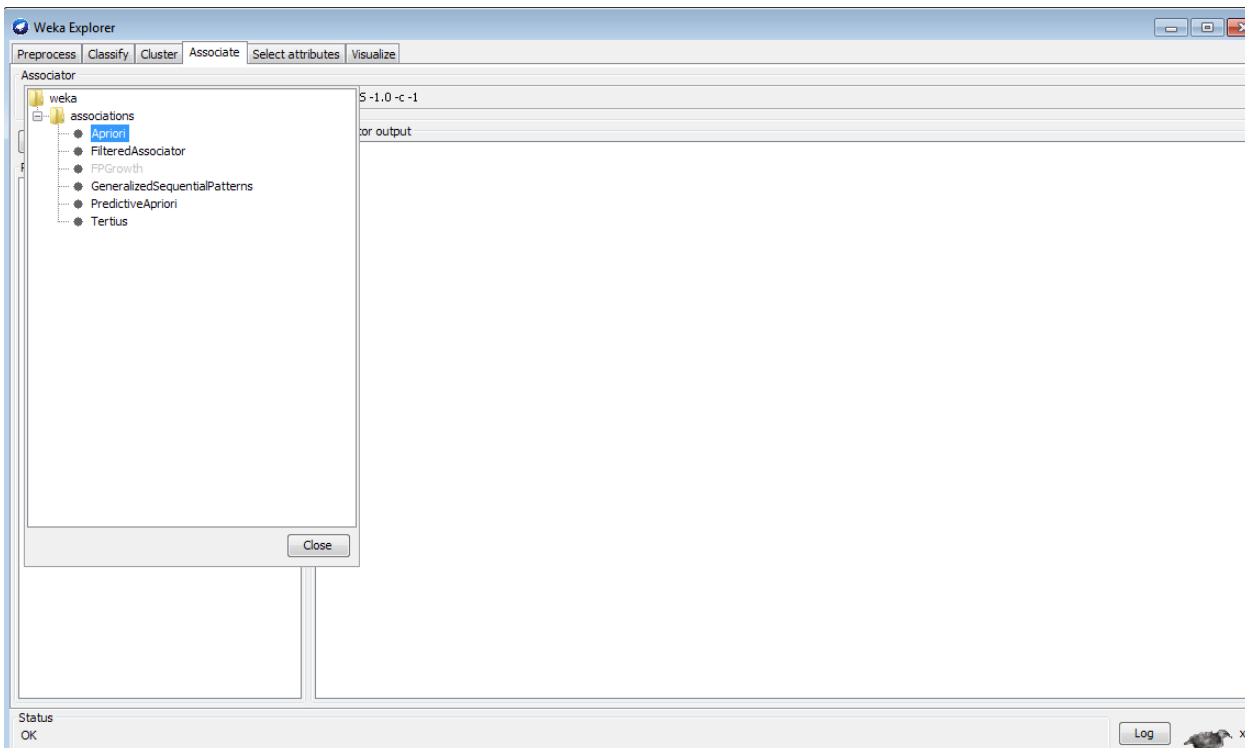 Weka Explorer
Preprocess Classify Cluster Associate Select attributes Visualize
Associator
weka
associations
Apriori
FilteredAssociator
FPGrowth
GeneralizedSequentialPatterns
PredictiveApriori
Tertius
Close
-1.0 -c -1
output
Status
OK
Log
x